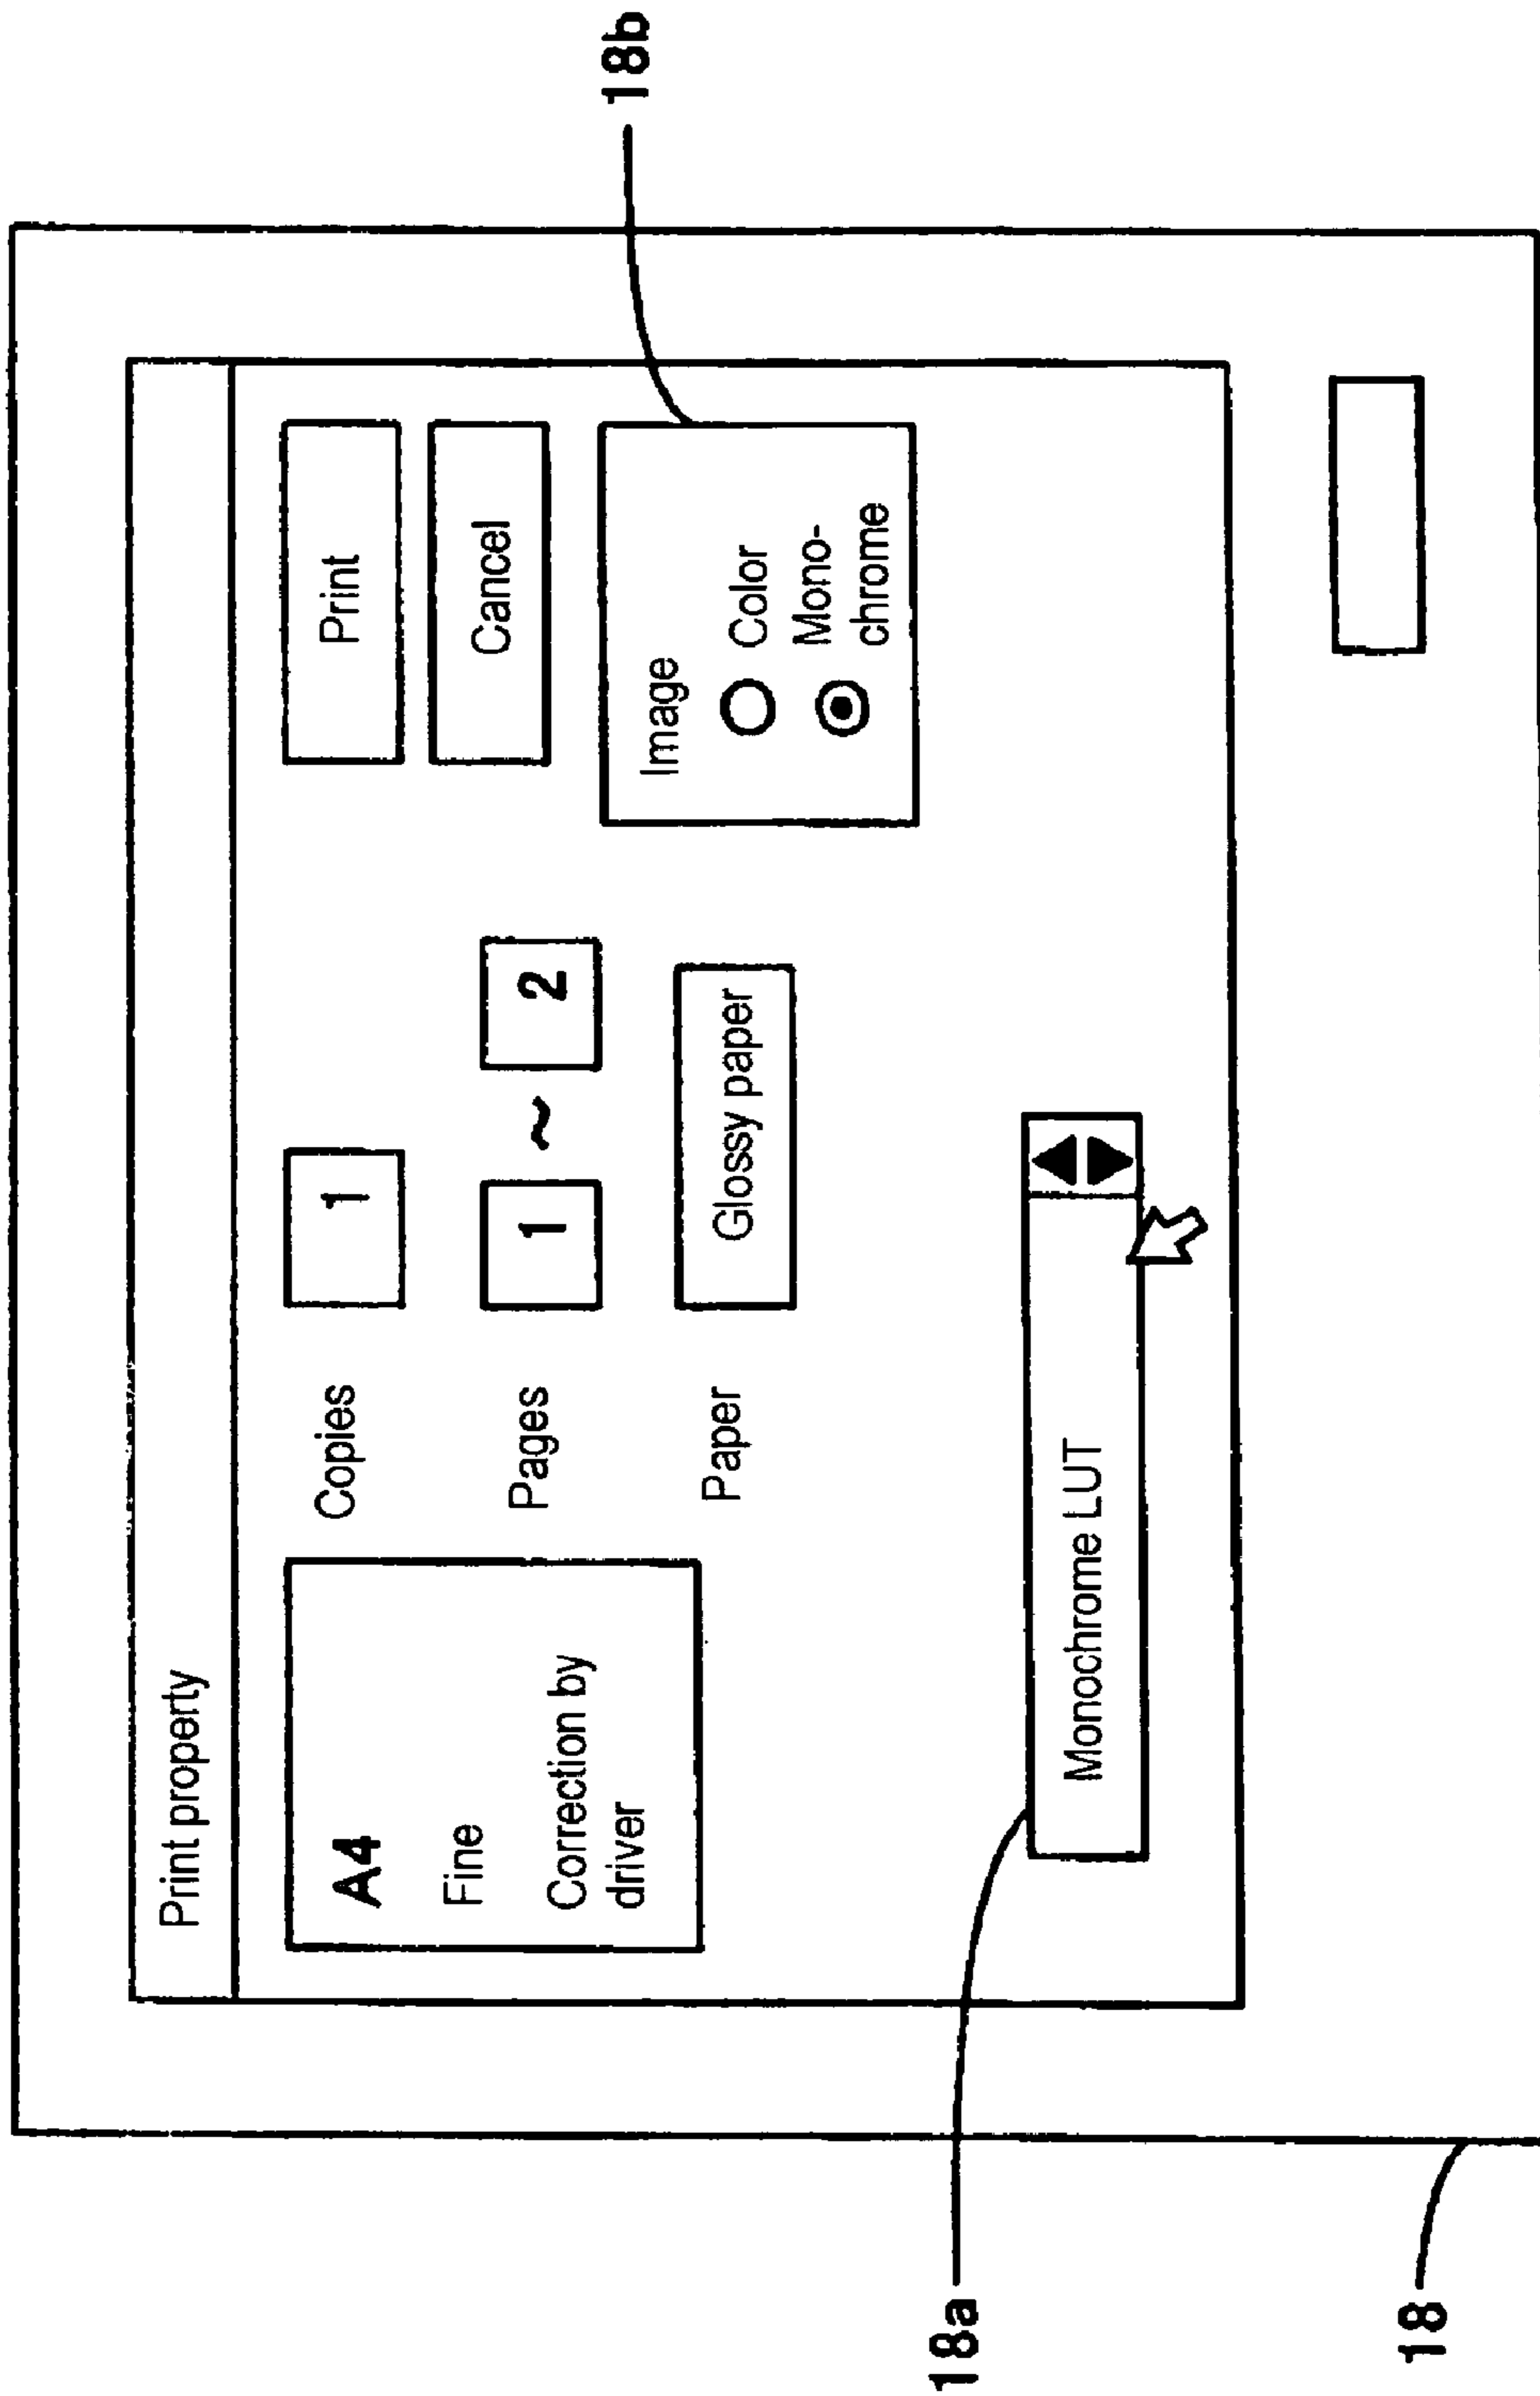 Print property
A4
Fine
Correction by
driver
Copies
1
Pages
1 ~ 2
Paper
Glossy paper
Print
Cancel
Image
Color
Mono-
chrome
Monochrome LUT
18b
18a
18